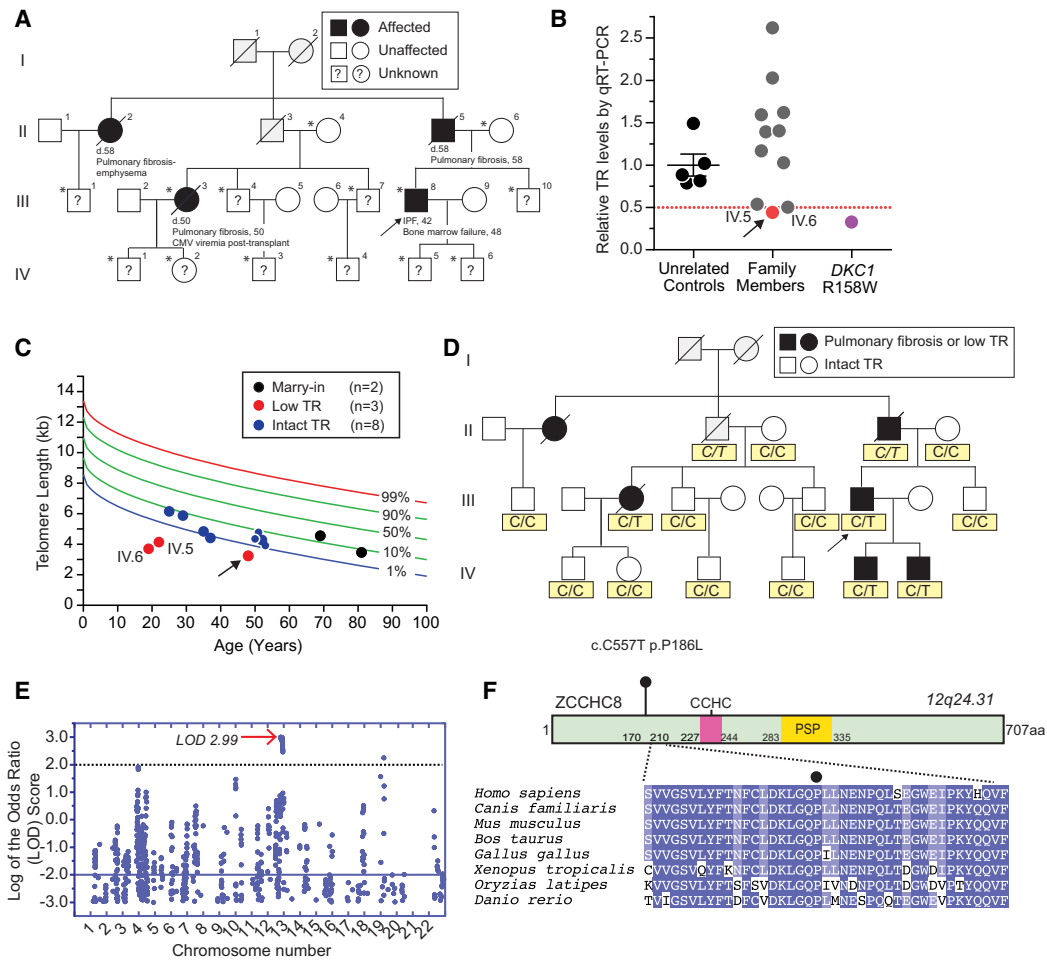 A
Affected
Unaffected
? ? Unknown
I
1 2
II
1 2 3 * 4 5 * 6
d.58
Pulmonary fibrosis-
emphysema
d.58
Pulmonary fibrosis, 58
III
* ? 1 2 * 3 * ? 4 5 6 * ? 7 * 8 9 * ? 10
d.50
Pulmonary fibrosis, 50
CMV viremia post-transplant
IPF, 42
Bone marrow failure, 48
IV
* ? 1 * ? 2 * ? 3 * ? 4 * ? 5 * ? 6
B
Relative TR levels by qRT-PCR
2.5
2.0
1.5
1.0
0.5
0.0
IV.5
IV.6
Unrelated
Controls
Family
Members
DKC1
R158W
C
Telomere Length (kb)
14
12
10
8
6
4
2
0
0 10 20 30 40 50 60 70 80 90 100
Age (Years)
Marry-in (n=2)
Low TR (n=3)
Intact TR (n=8)
99%
90%
50%
10%
1%
IV.6
IV.5
D
Pulmonary fibrosis or low TR
Intact TR
I
II
C/T C/C C/T C/C
III
C/C C/T C/C C/C C/T C/C
IV
C/C C/C C/C C/C C/T C/T
c.C557T p.P186L
E
Log of the Odds Ratio
(LOD) Score
3.0
2.0
1.0
0.0
-1.0
-2.0
-3.0
LOD 2.99
1 2 3 4 5 6 7 8 9 10 11 12 13 14 15 16 17 18 19 20 21 22
Chromosome number
F
ZCCHC8
CCHC
12q24.31
1
PSP
707aa
170 210 227 244 283 335
Homo sapiens SVVGSVLYFTNFCLDKLGQPLLNENPQLSEGWEIPKYHQVF
Canis familiaris SVVGSVLYFTNFCLDKLGQPLLNENPQLTEGWEIPKYQQVF
Mus musculus SVVGSVLYFTNFCLDKLGQPLLNENPQLTEGWEIPKYQQVF
Bos taurus SVVGSVLYFTNFCLDKLGQPLLNENPQLTEGWEIPKYQQVF
Gallus gallus SVVGSVLYFTNFCLDKLGQPILNENPQLTEGWEIPKYQQVF
Xenopus tropicalis CVVGSVQYFKNFCLDKLGQPLLNENPQLTDGWDIPKYQQVF
Oryzias latipes KVVGSVLYFTSFSVDKLGQPIVNDNPQLTDGWDVPTYQQVF
Danio rerio TVIGSVLYFTDFCVDKLGQPLMNESPQQTEGWEVPKYQQVF